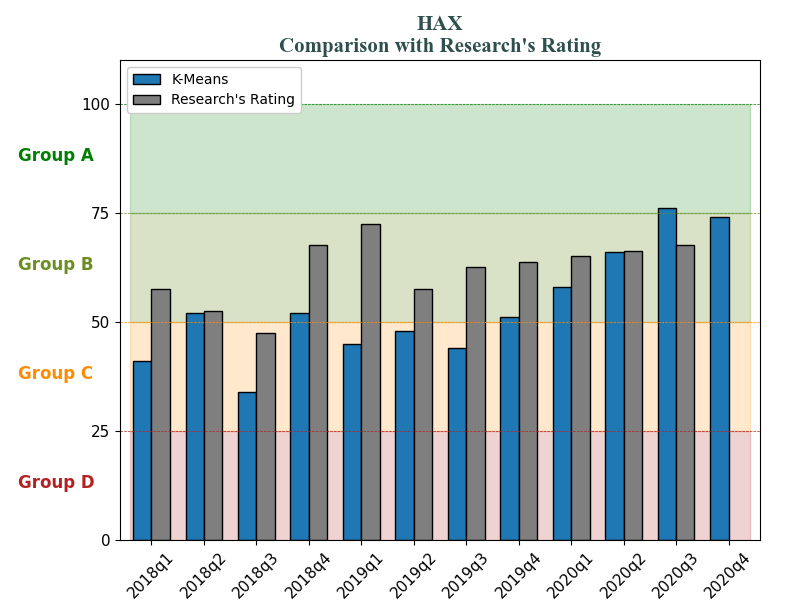 HAX
Comparison with Research's Rating
K-Means
Research's Rating
100
Group A
75
Group B
50
Group C
25
Group D
0
2018q1 2018q2 2018q3 2018q4 2019q1 2019q2 2019q3 2019q4 2020q1 2020q2 2020q3 2020q4